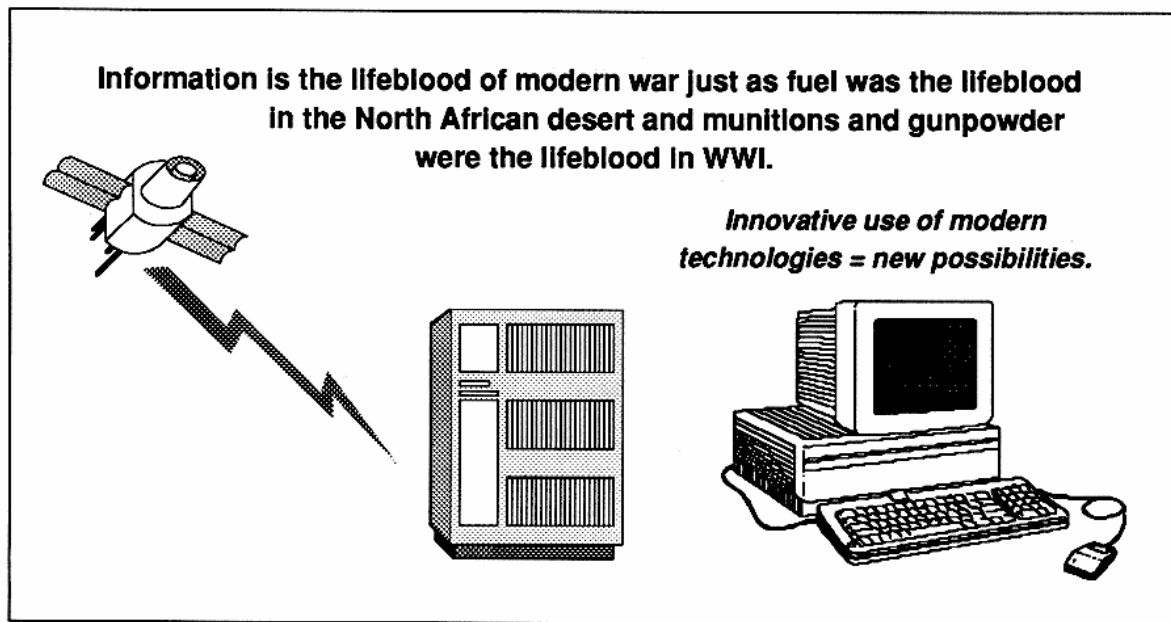 Information is the lifeblood of modern war just as fuel was the lifeblood
in the North African desert and munitions and gunpowder
were the lifeblood in WWI.
Innovative use of modern
technologies = new possibilities.